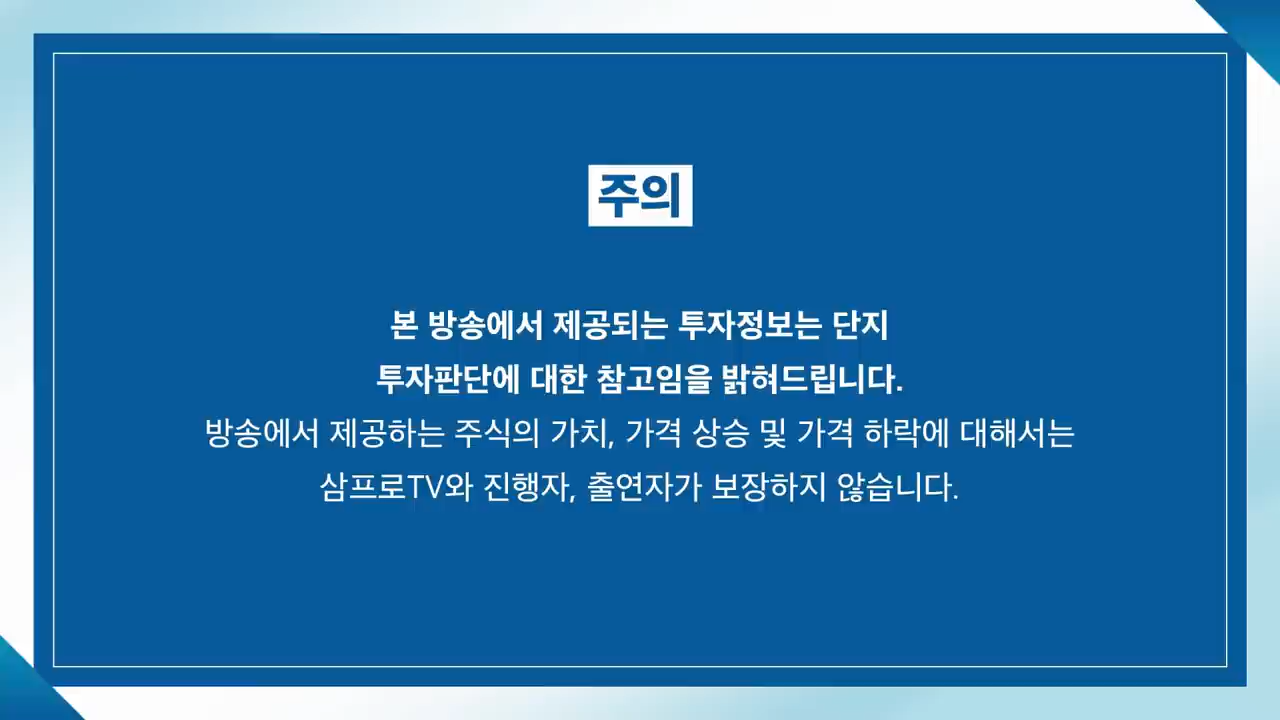 주의
본 방송에서 제공되는 투자정보는 단지
투자판단에 대한 참고임을 밝혀드립니다.
방송에서 제공하는 주식의 가치, 가격 상승 및 가격 하락에 대해서는
삼프로TV와 진행자, 출연자가 보장하지 않습니다.